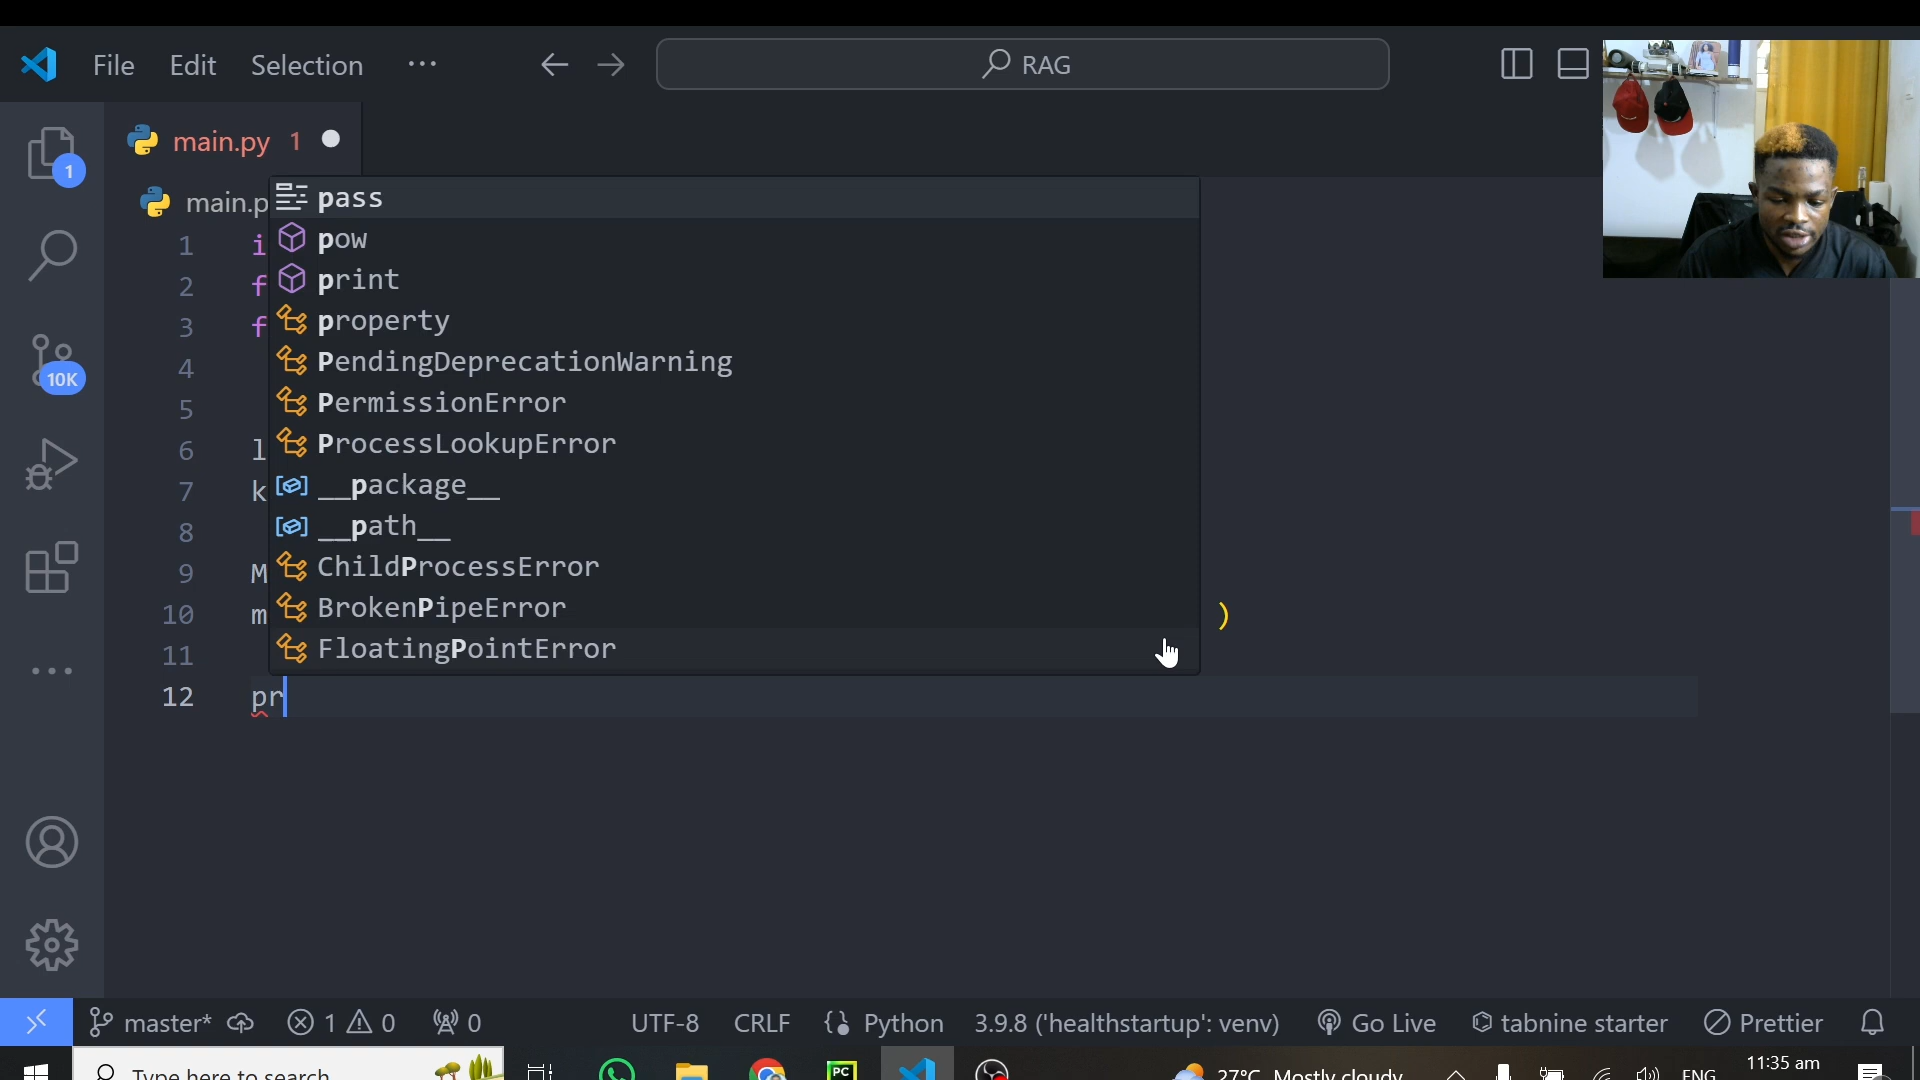 File Edit Selection ··· RAG
main.py 1
main.p
1 i
2 f
3 f
4
5
6 l
7 k
8
9 M
10 m )
11
12 pr
pass
pow
print
property
PendingDeprecationWarning
PermissionError
ProcessLookupError
__package__
__path__
ChildProcessError
BrokenPipeError
FloatingPointError
1
10K
master* 1 0 0 UTF-8 CRLF Python 3.9.8 ('healthstartup': venv) Go Live tabnine starter Prettier
Type here to search PC 27°C Mostly cloudy ENG 11:35 am